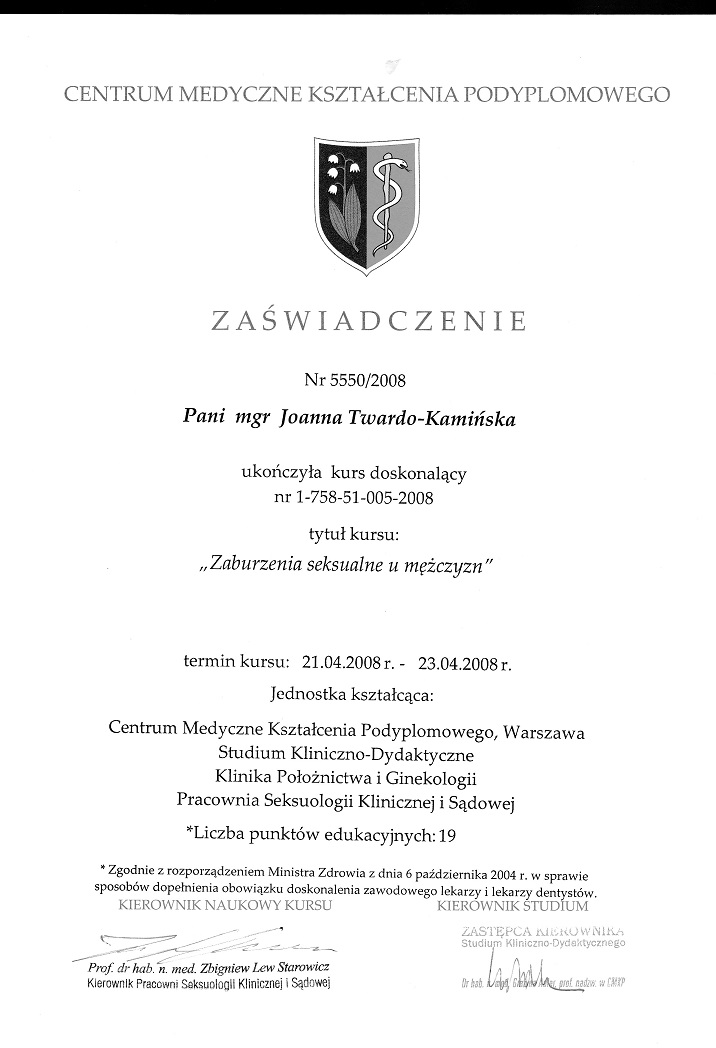 CENTRUM MEDYCZNE KSZTAŁCENIA PODYPLOMOWEGO
ZAŚWIADCZENIE
Nr 5550/2008
Pani mgr Joanna Twardo-Kamińska
ukończyła kurs doskonalący
nr 1-758-51-005-2008
tytuł kursu:
„Zaburzenia seksualne u mężczyzn”
termin kursu: 21.04.2008 r. - 23.04.2008 r.
Jednostka kształcąca:
Centrum Medyczne Kształcenia Podyplomowego, Warszawa
Studium Kliniczno-Dydaktyczne
Klinika Położnictwa i Ginekologii
Pracownia Seksuologii Klinicznej i Sądowej
*Liczba punktów edukacyjnych: 19
* Zgodnie z rozporządzeniem Ministra Zdrowia z dnia 6 października 2004 r. w sprawie
sposobów dopełnienia obowiązku doskonalenia zawodowego lekarzy i lekarzy dentystów.
KIEROWNIK NAUKOWY KURSU
Prof. dr hab. n. med. Zbigniew Lew Starowicz
Kierownik Pracowni Seksuologii Klinicznej i Sądowej
KIEROWNIK STUDIUM
ZASTĘPCA KIEROWNIKA
Studium Kliniczno-Dydaktycznego
Dr hab. prof. nadzw. w CMKP